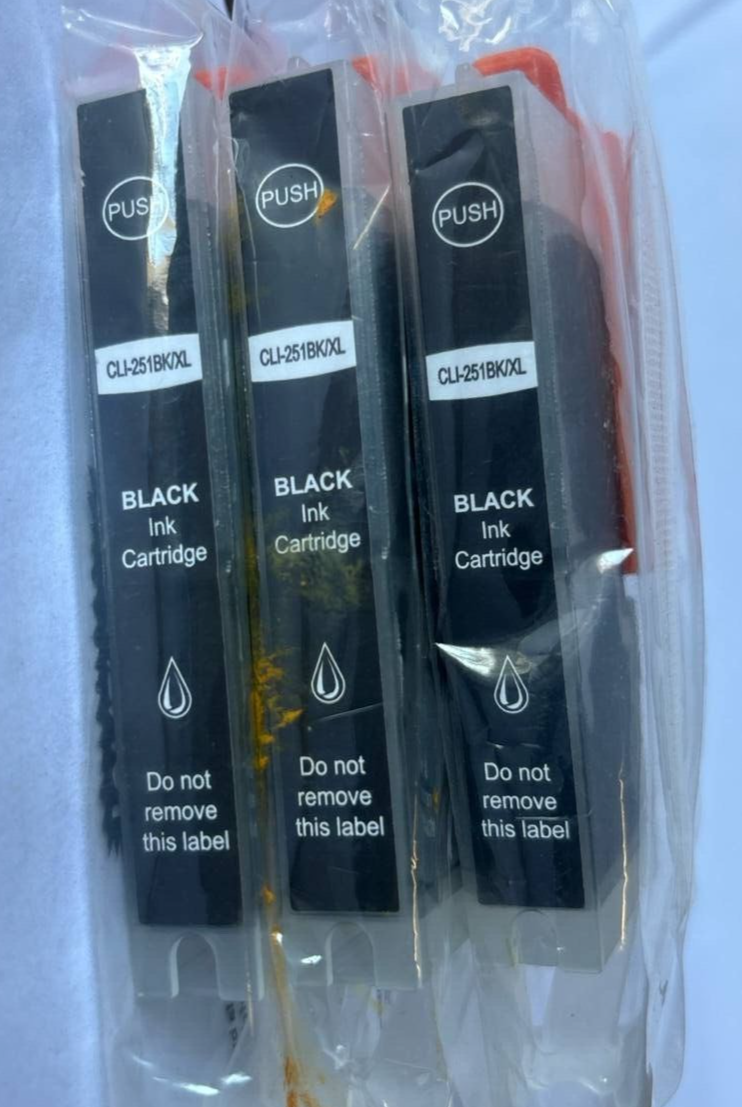 PUSH
CLI-251BK/XL
BLACK
Ink
Cartridge
Do not
remove
this label
PUSH
CLI-251BK/XL
BLACK
Ink
Cartridge
Do not
remove
this label
PUSH
CLI-251BK/XL
BLACK
Ink
Cartridge
Do not
remove
this label